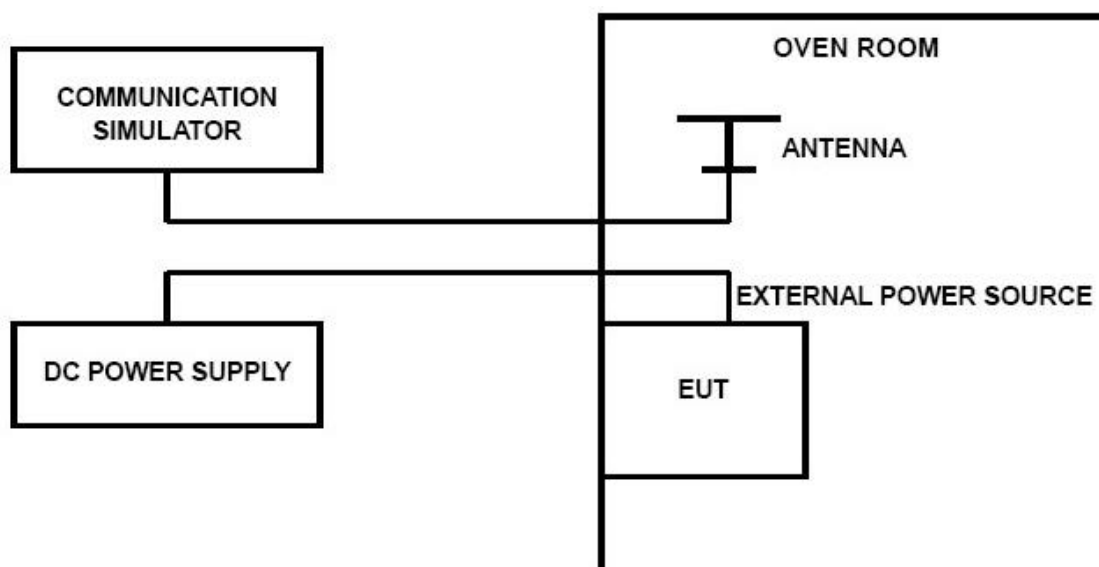 OVEN ROOM
COMMUNICATION
SIMULATOR
ANTENNA
EXTERNAL POWER SOURCE
DC POWER SUPPLY
EUT